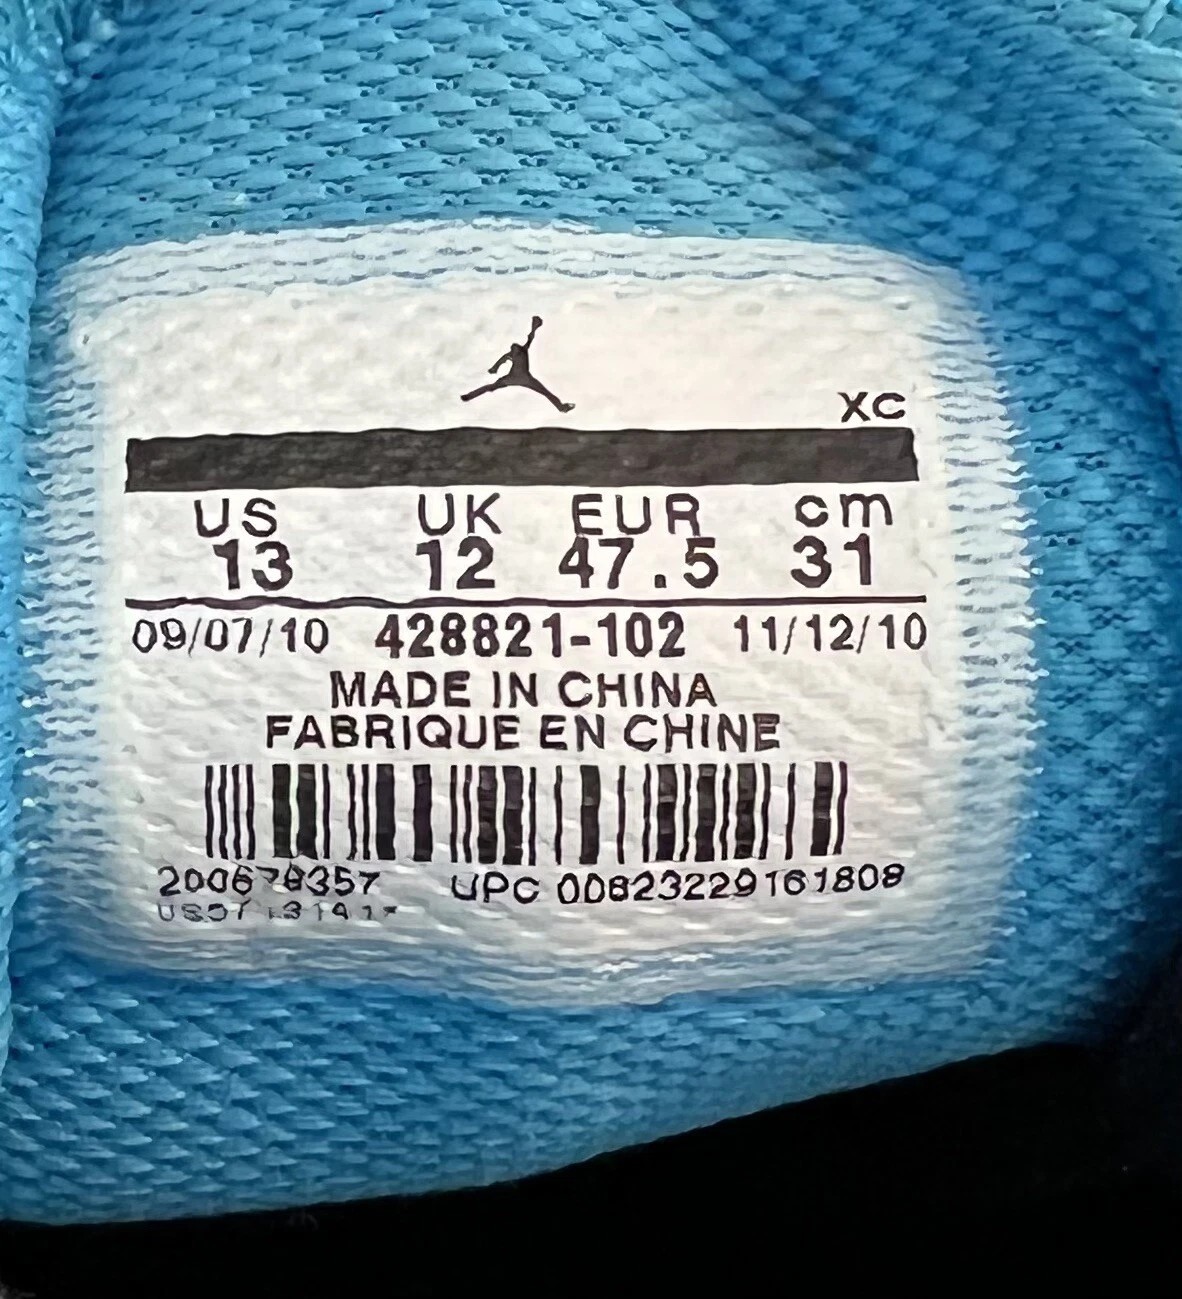 XC
US UK EUR cm
13 12 47.5 31
09/07/10 428821-102 11/12/10
MADE IN CHINA
FABRIQUE EN CHINE
UPC 00823229161808